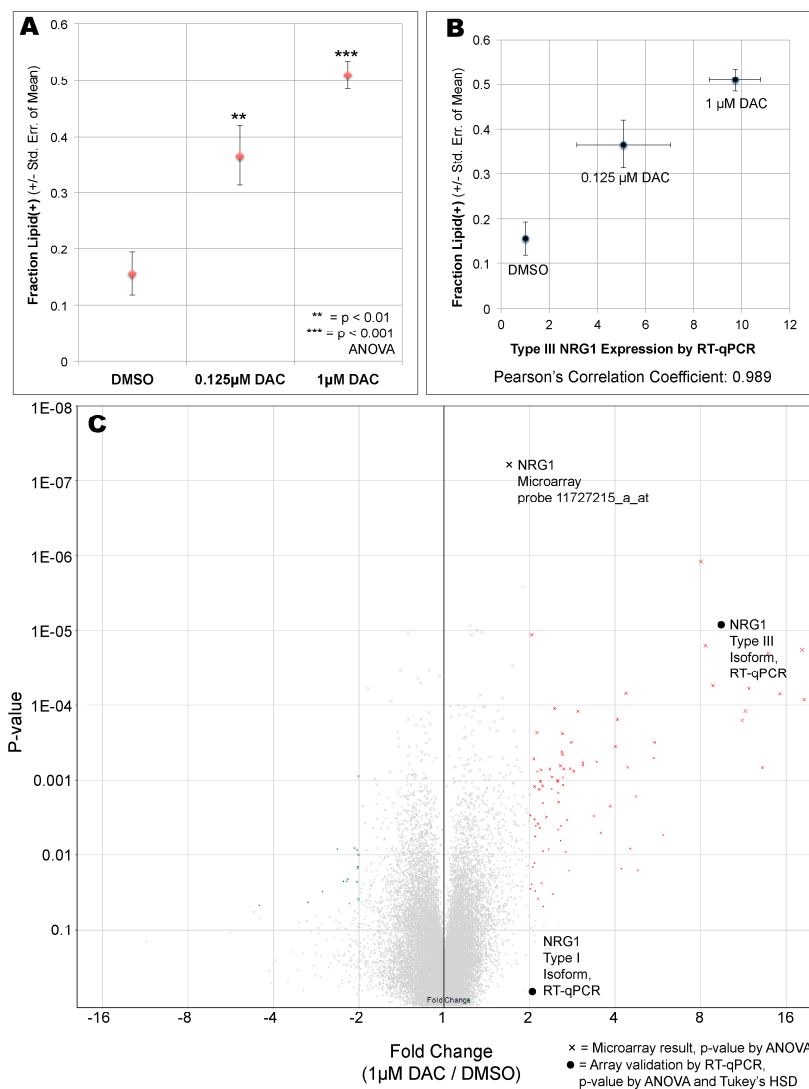 A
0.6
0.5
0.4
0.3
0.2
0.1
0
Fraction Lipid(+) (+/- Std. Err. of Mean)
**
***
** = p < 0.01
*** = p < 0.001
ANOVA
DMSO
0.125µM DAC
1µM DAC
B
0.6
0.5
0.4
0.3
0.2
0.1
0
Fraction Lipid(+) (+/- Std. Err. of Mean)
1 µM DAC
0.125 µM DAC
DMSO
0 2 4 6 8 10 12
Type III NRG1 Expression by RT-qPCR
Pearson's Correlation Coefficient: 0.989
C
1E-08
1E-07
1E-06
1E-05
1E-04
0.001
0.01
0.1
P-value
× NRG1
Microarray
probe 11727215_a_at
NRG1
Type III
Isoform,
RT-qPCR
NRG1
Type I
Isoform,
RT-qPCR
Fold Change
-16 -8 -4 -2 1 2 4 8 16
Fold Change
(1µM DAC / DMSO)
× = Microarray result, p-value by ANOVA
● = Array validation by RT-qPCR,
p-value by ANOVA and Tukey's HSD